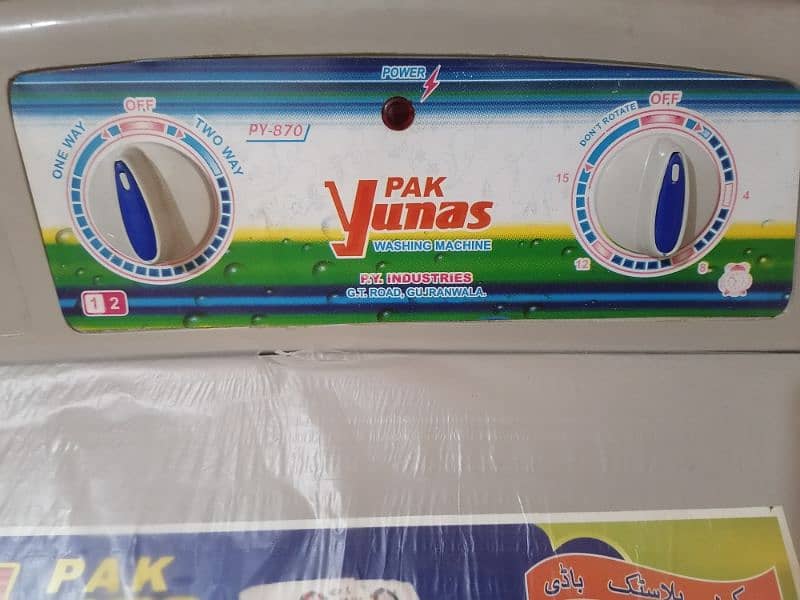 POWER
OFF
ONE WAY
TWO WAY
PY-870
1 2
PAK
Yunas
WASHING MACHINE
P.Y. INDUSTRIES
G.T. ROAD, GUJRANWALA.
OFF
DON'T ROTATE
15
4
12
8
PAK
پلاسٹک باڈی